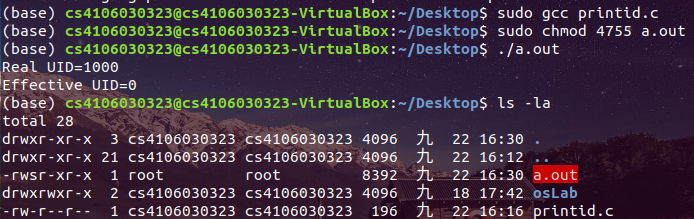 (base) cs4106030323@cs4106030323-VirtualBox:~/Desktop$ sudo gcc printid.c
(base) cs4106030323@cs4106030323-VirtualBox:~/Desktop$ sudo chmod 4755 a.out
(base) cs4106030323@cs4106030323-VirtualBox:~/Desktop$ ./a.out
Real UID=1000
Effective UID=0
(base) cs4106030323@cs4106030323-VirtualBox:~/Desktop$ ls -la
total 28
drwxr-xr-x  3 cs4106030323 cs4106030323 4096 九  22 16:30 .
drwxr-xr-x 21 cs4106030323 cs4106030323 4096 九  22 16:12 ..
-rwsr-xr-x  1 root         root         8392 九  22 16:30 a.out
drwxrwxr-x  2 cs4106030323 cs4106030323 4096 九  18 17:42 osLab
-rw-r--r--  1 cs4106030323 cs4106030323  196 九  22 16:16 printid.c